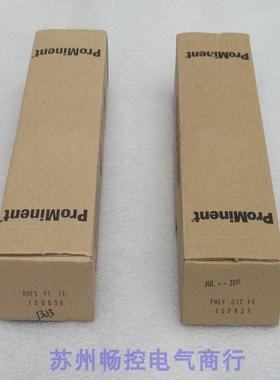 ProMinent
ProMinent
ProMinent
ProMinent
RHES PT FE
150036
1303
JUL -- 2017
PHEF 012 FE
150927
苏州畅控电气商行